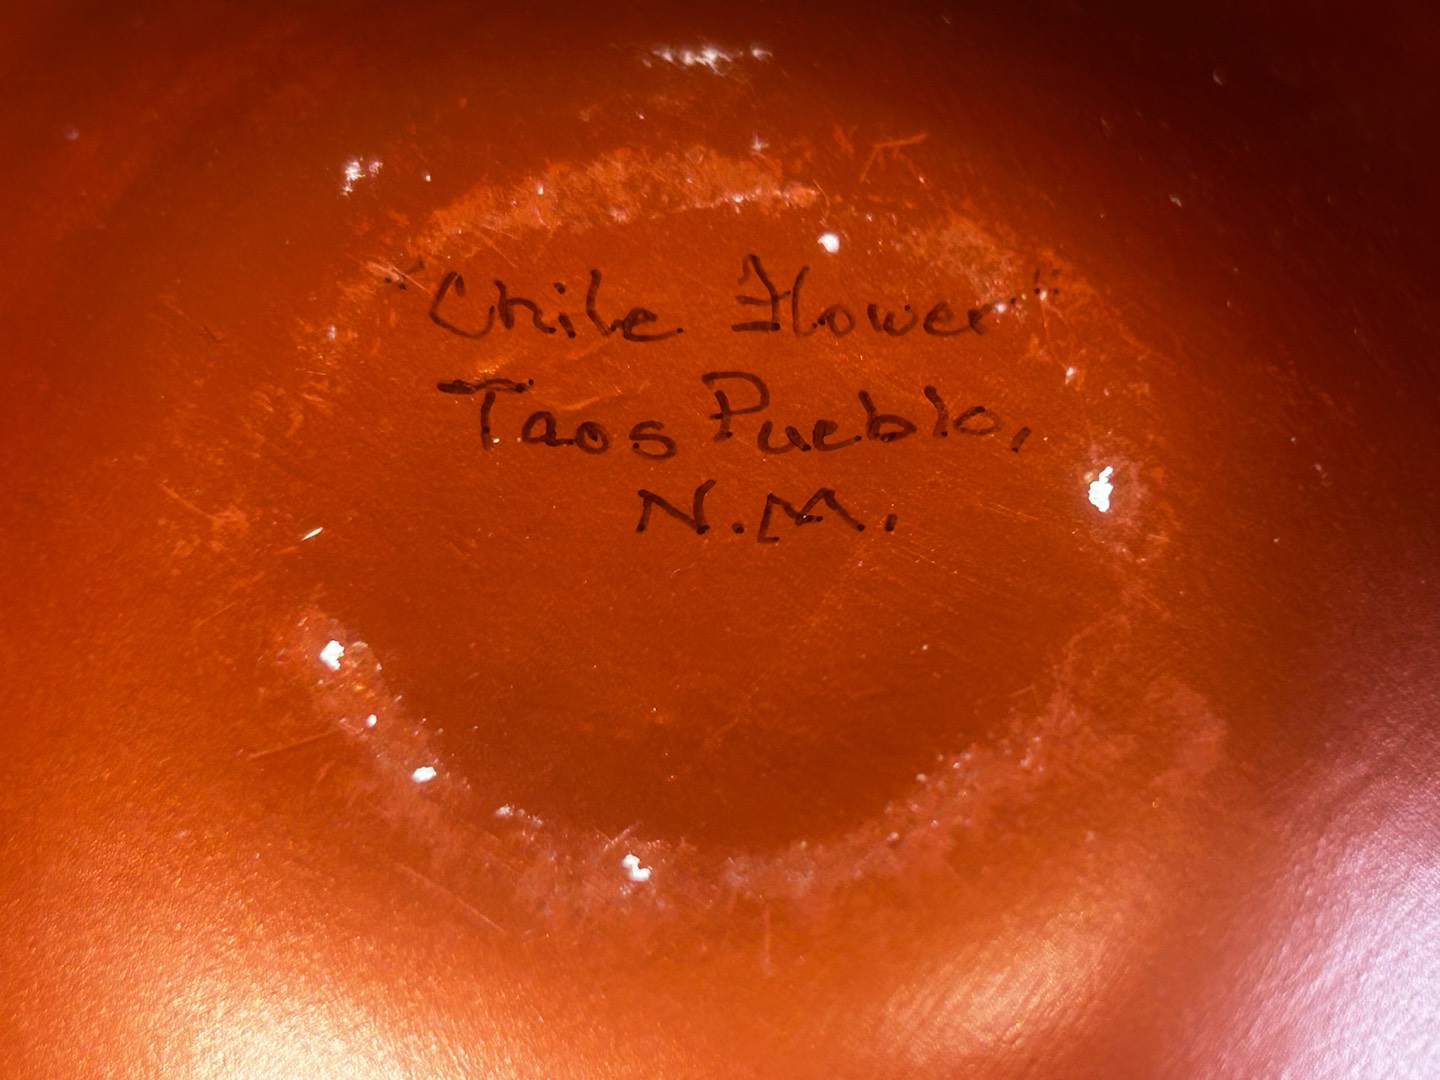 "Chile Flower"
Taos Pueblo,
N.M.